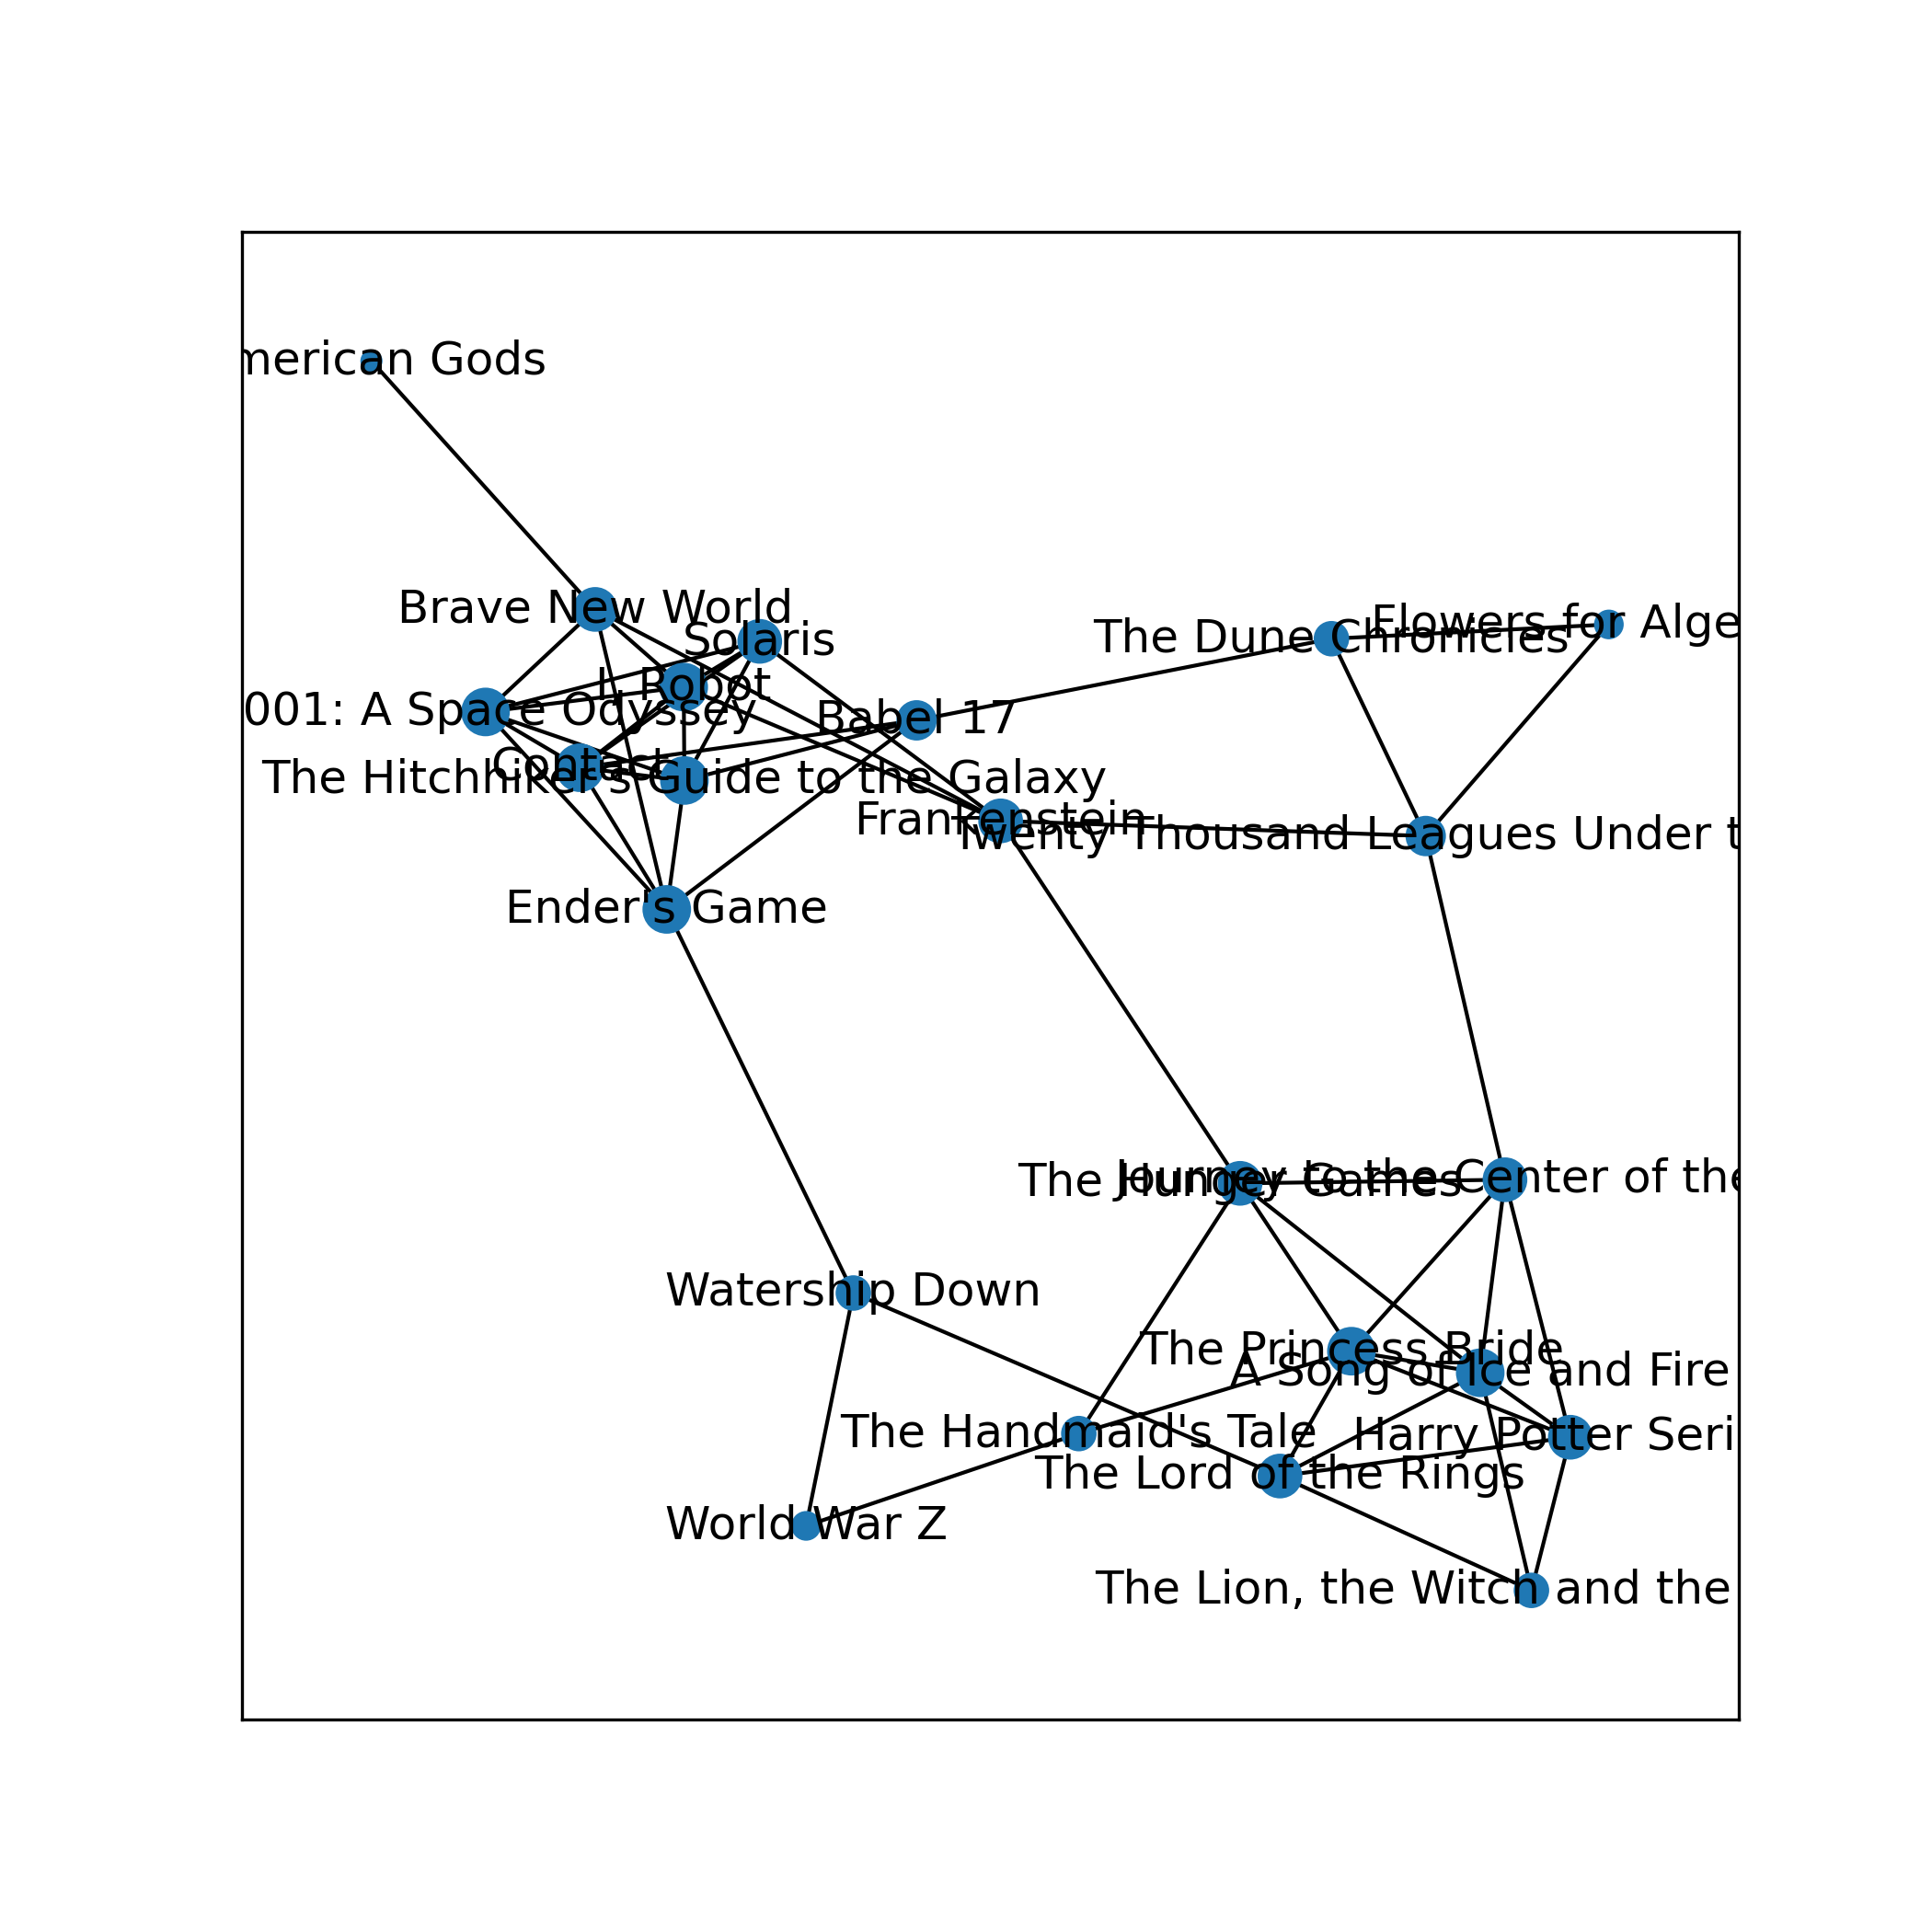 merican Gods
Brave New World
Solaris
The Dune Chronicles
Flowers for Alge
I, Robot
001: A Space Odyssey
Babel 17
Contact
The Hitchhiker's Guide to the Galaxy
Frankenstein
Twenty Thousand Leagues Under t
Ender's Game
The Hunger Games
Journey to the Center of the
Watership Down
The Princess Bride
A Song of Ice and Fire
The Handmaid's Tale
Harry Potter Seri
The Lord of the Rings
World War Z
The Lion, the Witch and the